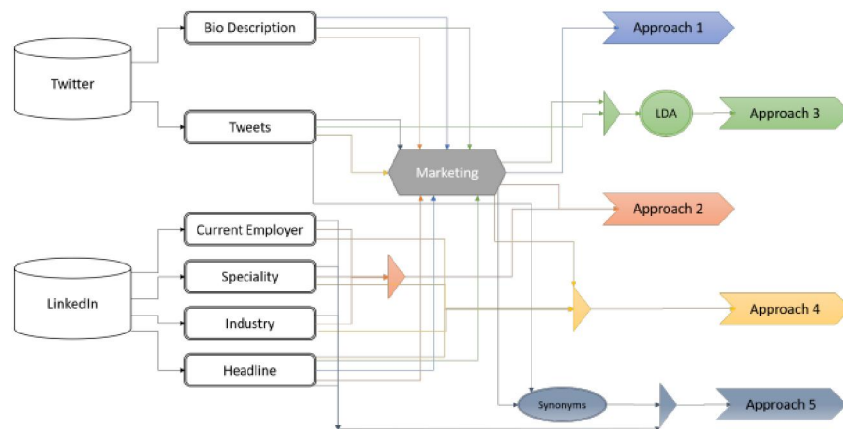 Bio Description
Approach 1
Twitter
LDA
Approach 3
Tweets
Marketing
Approach 2
Current Employer
Speciality
LinkedIn
Approach 4
Industry
Headline
Synonyms
Approach 5